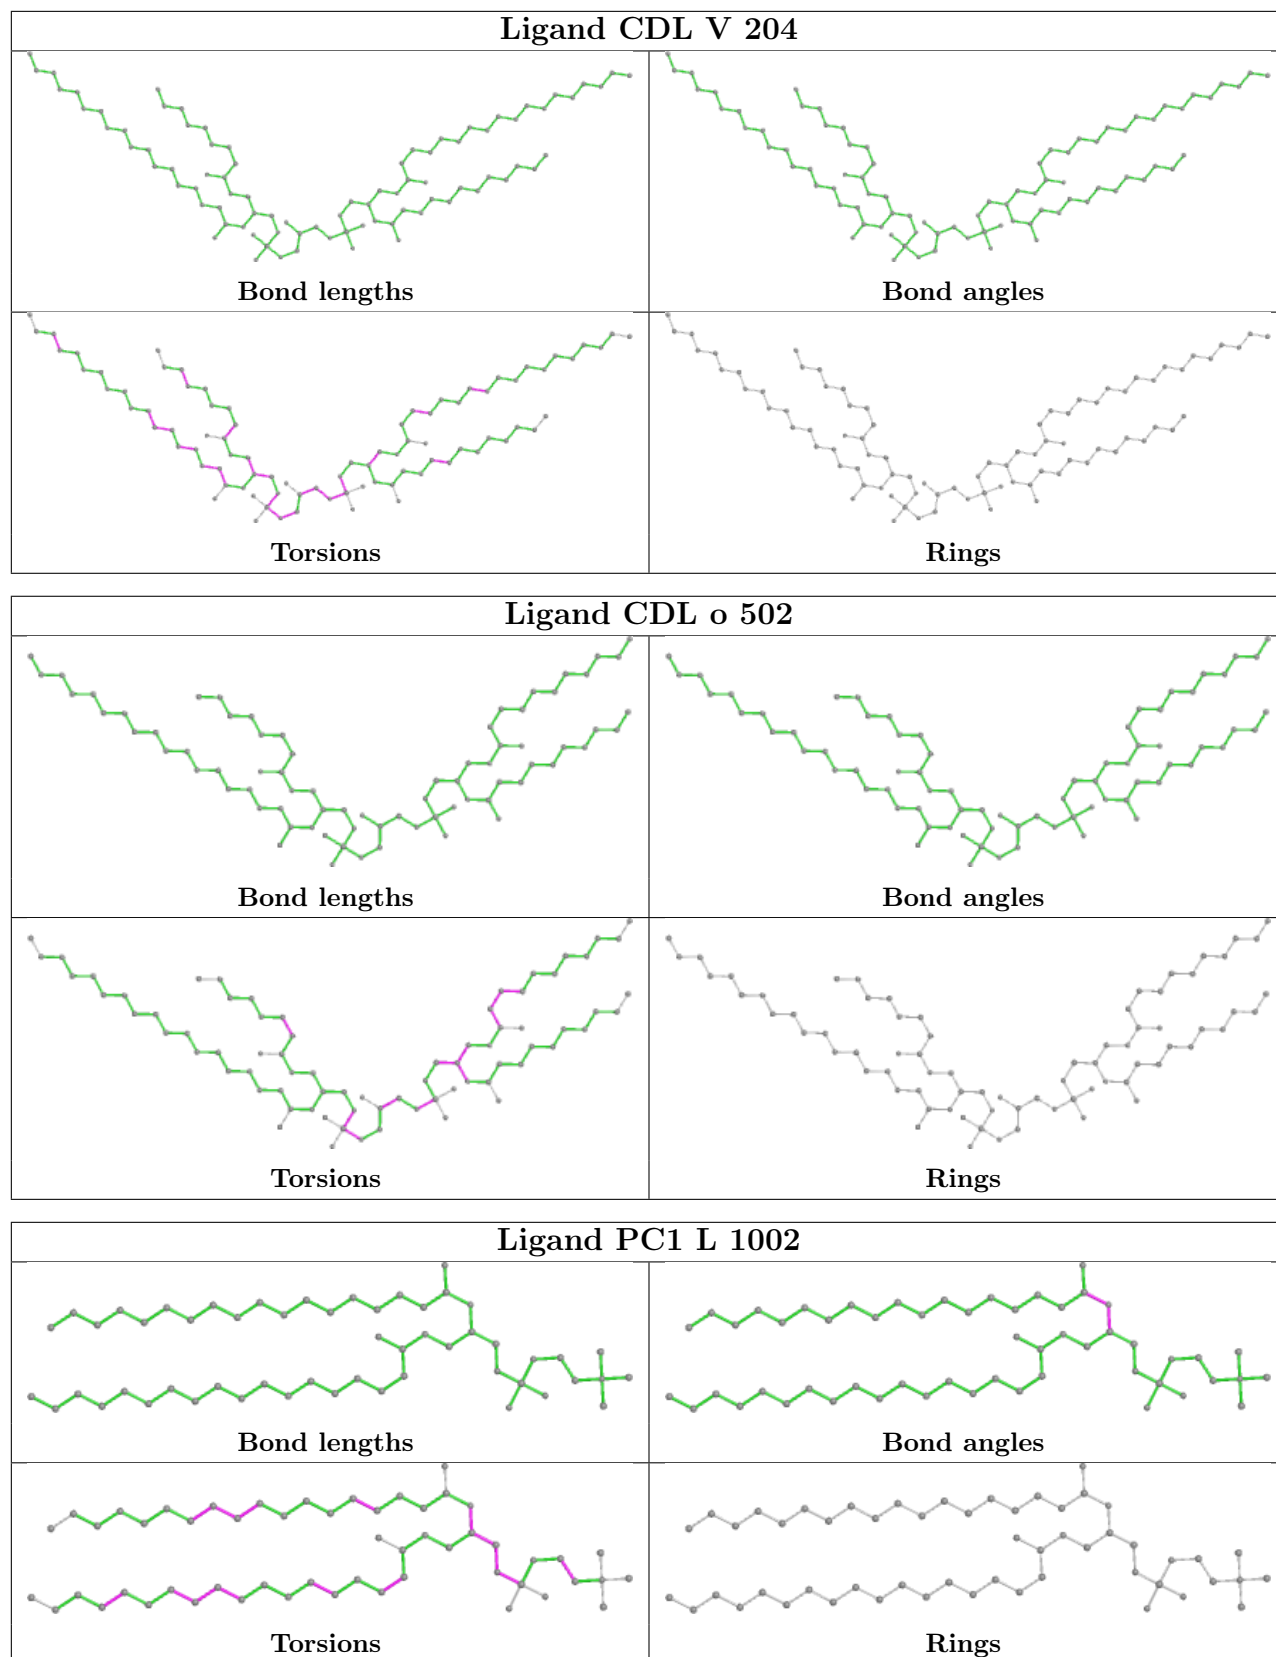 Ligand CDL V 204
Bond lengths
Bond angles
Torsions
Rings
Ligand CDL o 502
Bond lengths
Bond angles
Torsions
Rings
Ligand PC1 L 1002
Bond lengths
Bond angles
Torsions
Rings